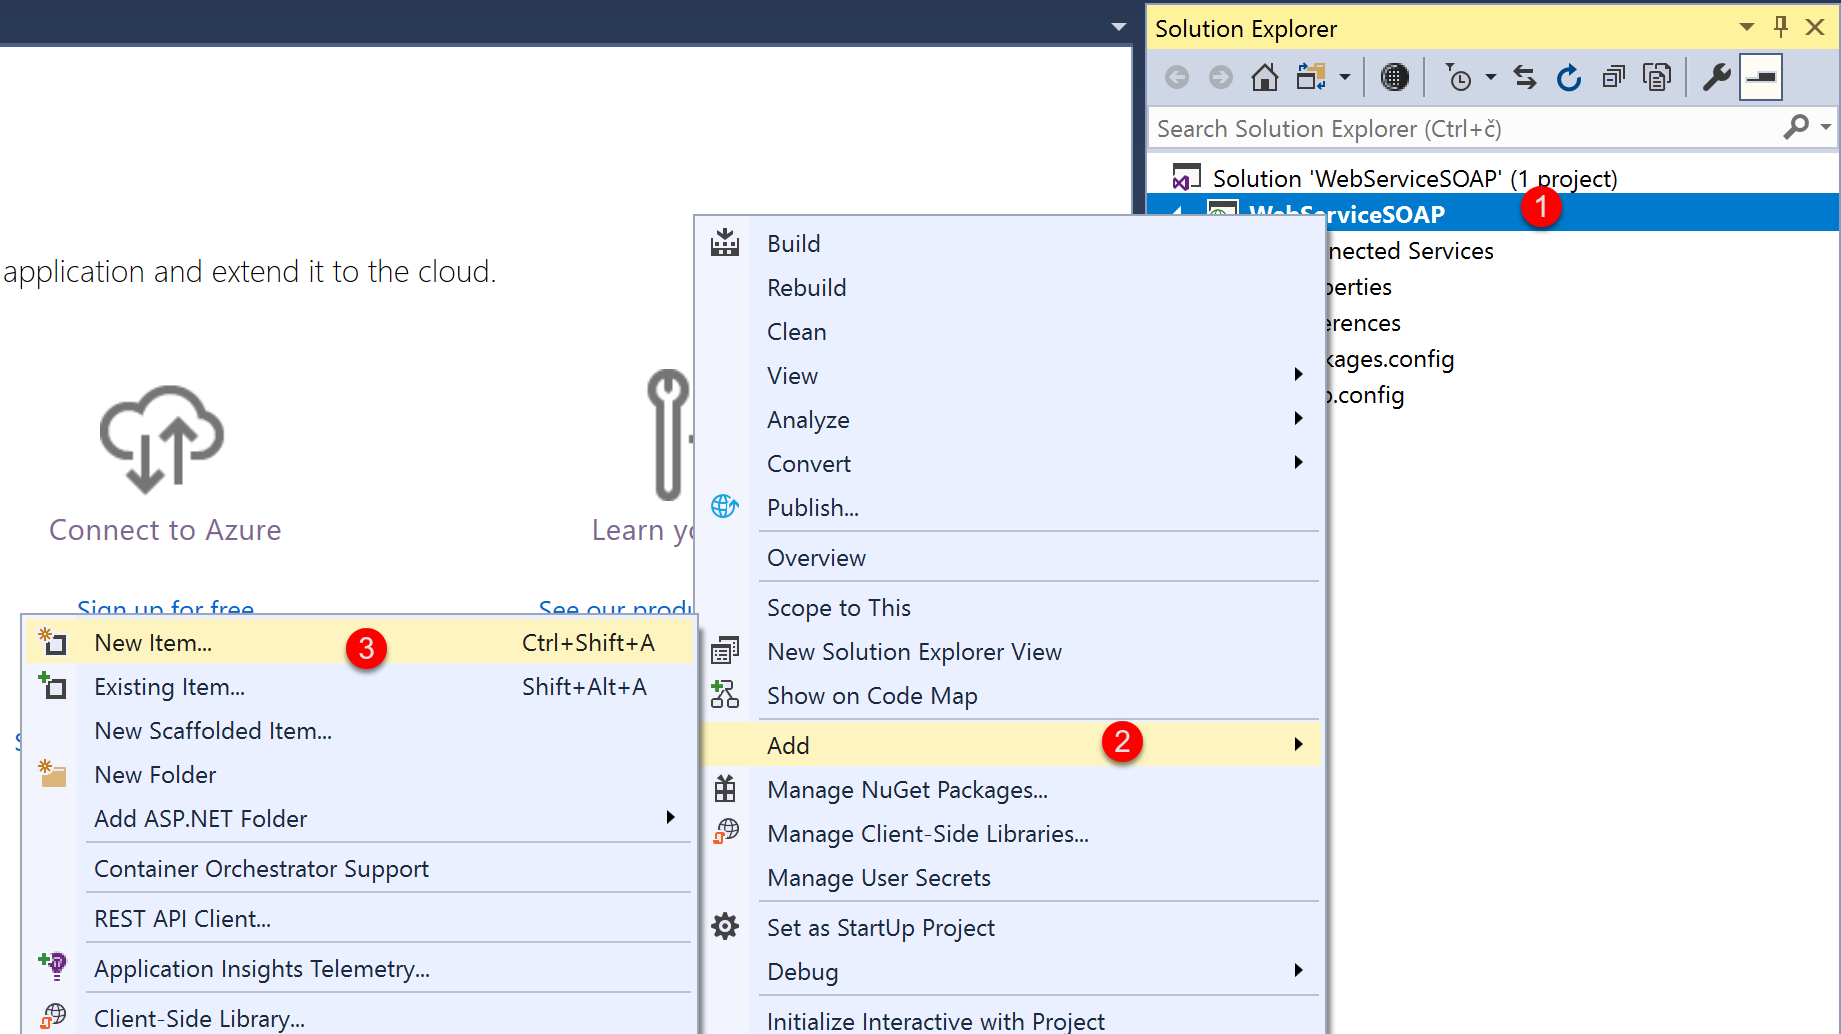 Solution Explorer
Search Solution Explorer (Ctrl+č)
Solution 'WebServiceSOAP' (1 project)
WebServiceSOAP
1
nnected Services
perties
erences
kages.config
.config
application and extend it to the cloud.
Connect to Azure
Learn yo
Sign up for free
See our produ
Build
Rebuild
Clean
View
Analyze
Convert
Publish...
Overview
Scope to This
New Solution Explorer View
Show on Code Map
Add
2
Manage NuGet Packages...
Manage Client-Side Libraries...
Manage User Secrets
Set as StartUp Project
Debug
Initialize Interactive with Project
New Item... 3 Ctrl+Shift+A
Existing Item... Shift+Alt+A
New Scaffolded Item...
New Folder
Add ASP.NET Folder
Container Orchestrator Support
REST API Client...
Application Insights Telemetry...
Client-Side Library...